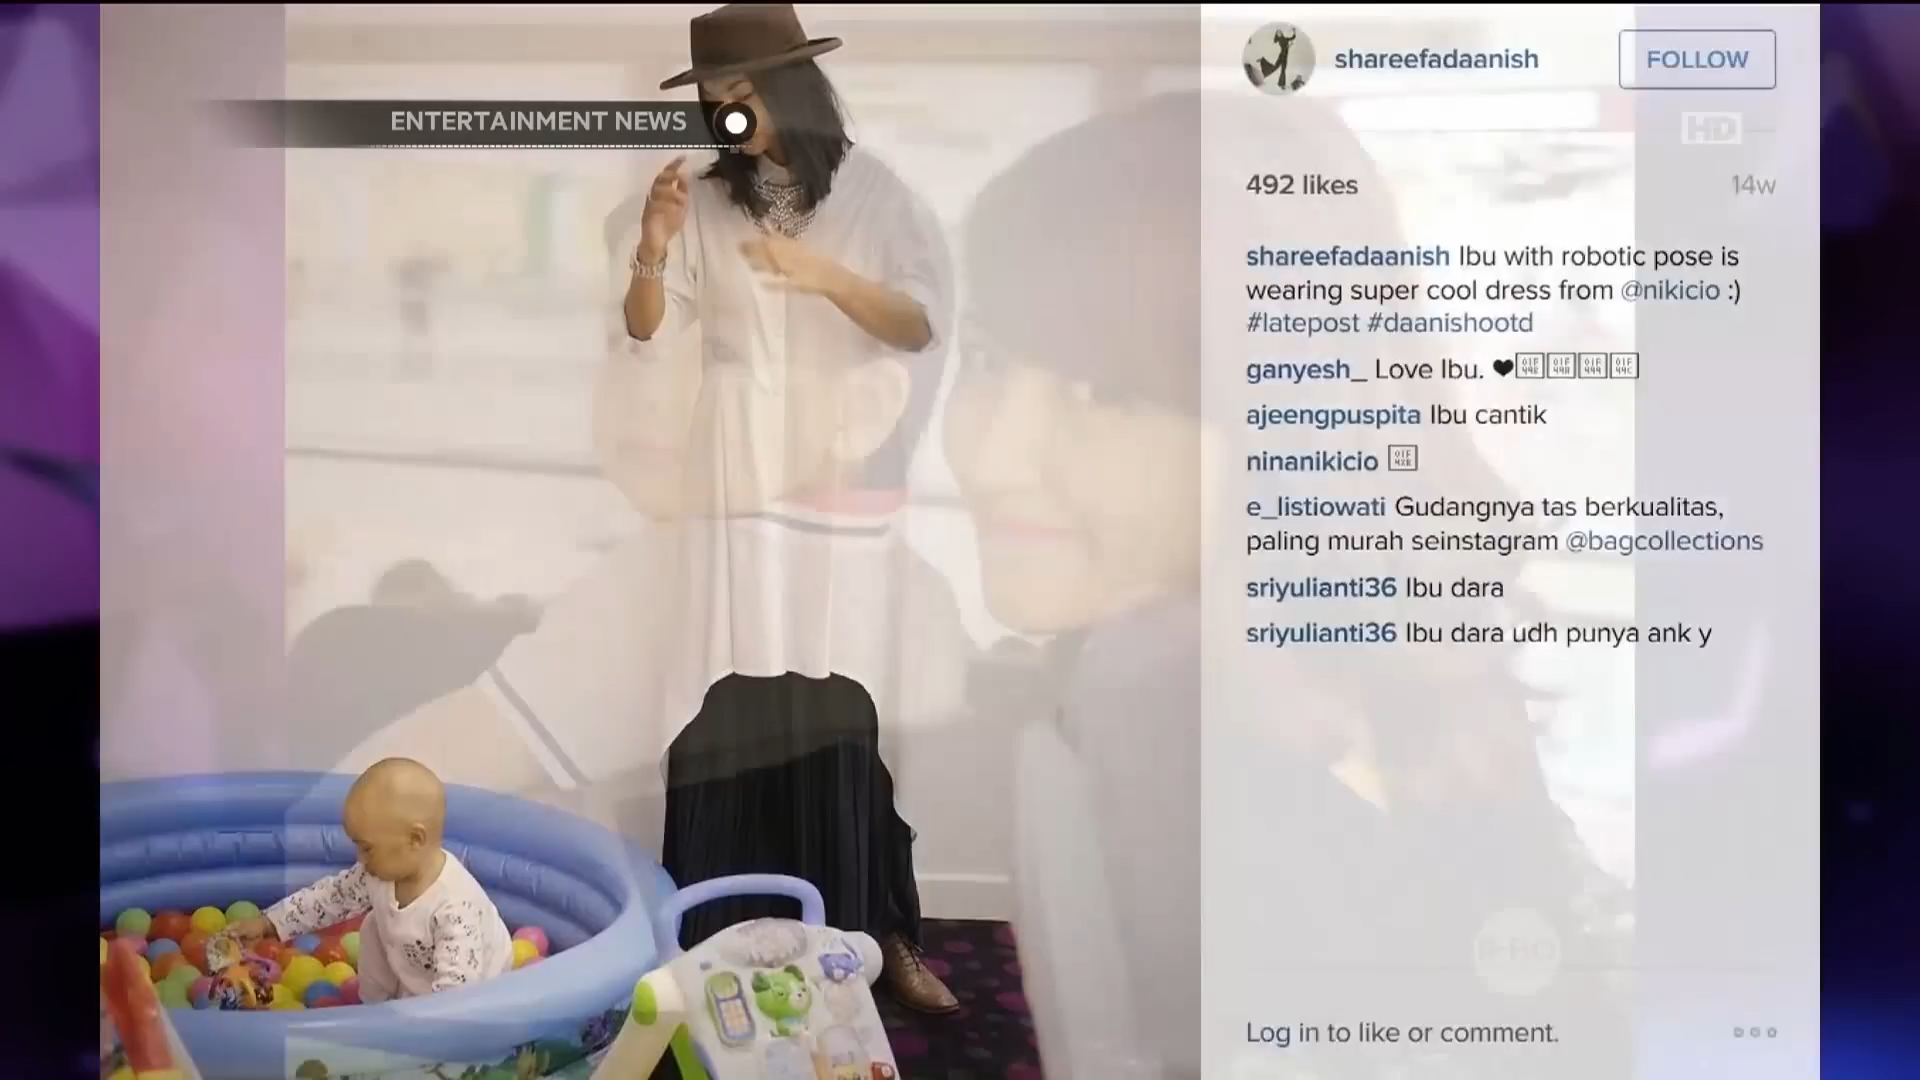 ENTERTAINMENT NEWS
shareefadaanish
FOLLOW
HD
492 likes
14w
shareefadaanish Ibu with robotic pose is
wearing super cool dress from @nikicio :)
#latepost #daanishootd
ganyesh_ Love Ibu. ❤
ajeengpuspita Ibu cantik
ninanikicio
e_listiowati Gudangnya tas berkualitas,
paling murah seinstagram @bagcollections
sriyulianti36 Ibu dara
sriyulianti36 Ibu dara udh punya ank y
Log in to like or comment.